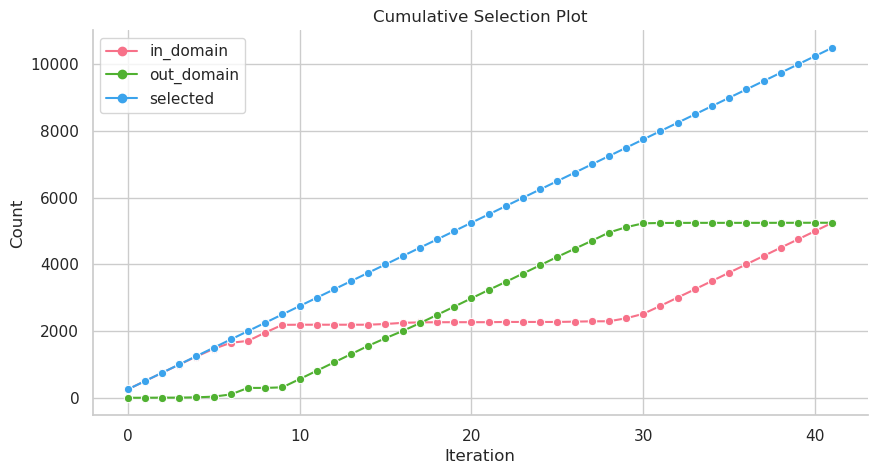 Cumulative Selection Plot
in_domain
out_domain
selected
Count
10000
8000
6000
4000
2000
0
0 10 20 30 40
Iteration